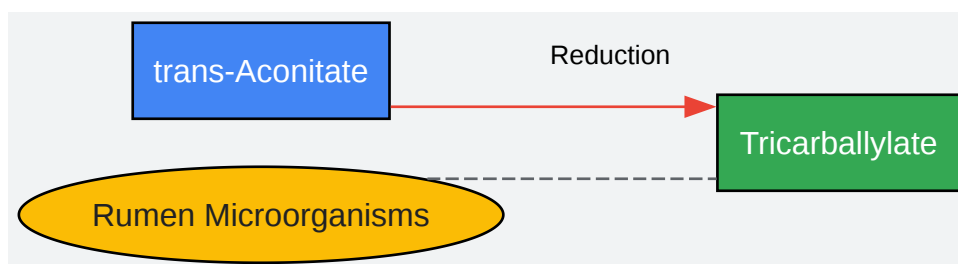 trans-Aconitate
Reduction
Tricarballylate
Rumen Microorganisms